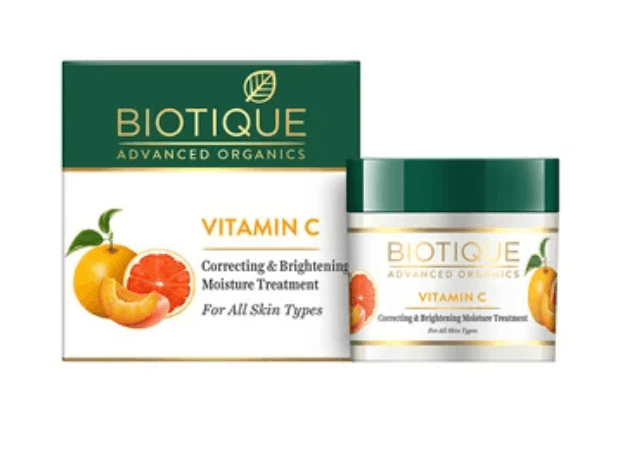 BIOTIQUE
ADVANCED ORGANICS
VITAMIN C
Correcting & Brightening
Moisture Treatment
For All Skin Types
BIOTIQUE
ADVANCED ORGANICS
VITAMIN C
Correcting & Brightening Moisture Treatment
For All Skin Types